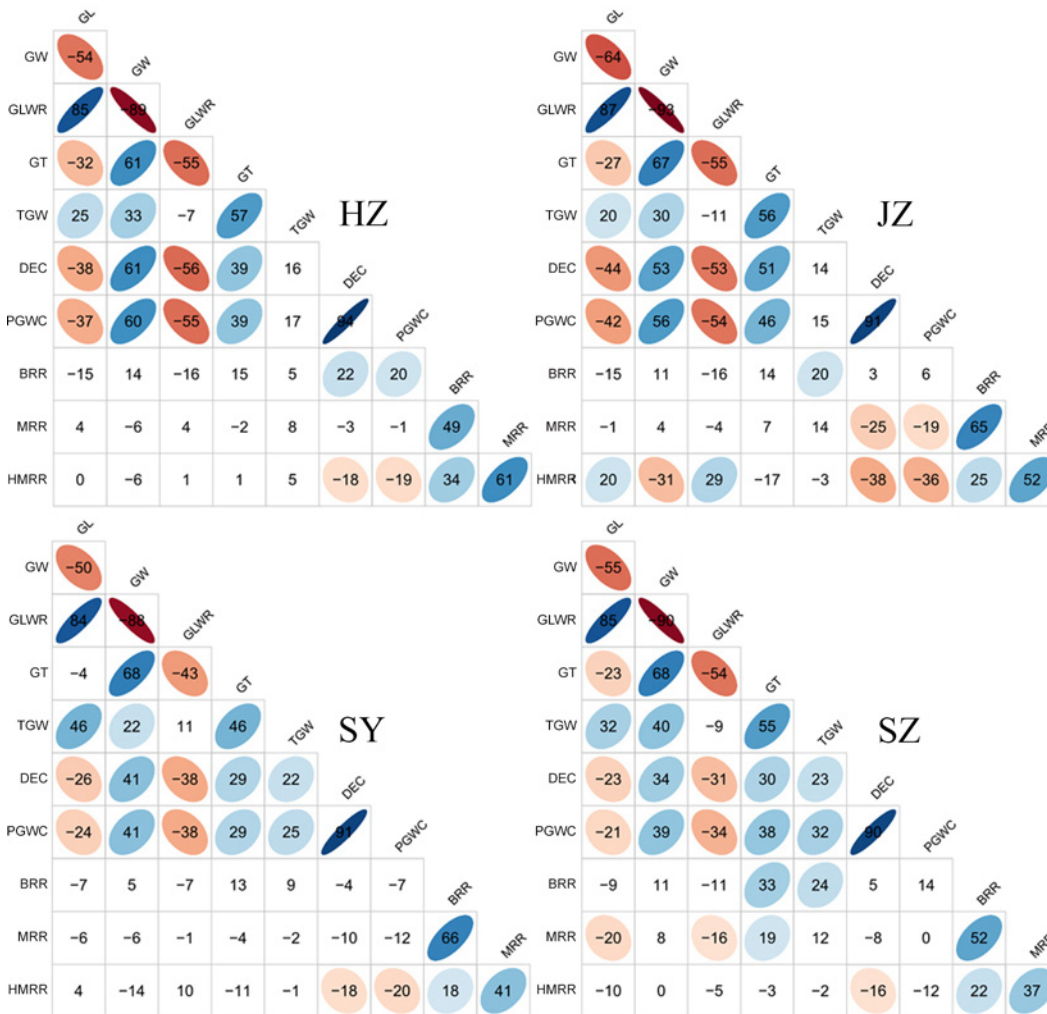 GL GL
GW −54 GW −64
GW GW
GLWR 85 −89 GLWR 87 −93
GLWR GLWR
GT −32 61 −55 GT −27 67 −55
GT GT
TGW 25 33 −7 57 HZ TGW 20 30 −11 56 JZ
TGW TGW
DEC −38 61 −56 39 16 DEC −44 53 −53 51 14
DEC DEC
PGWC −37 60 −55 39 17 94 PGWC −42 56 −54 46 15 91
PGWC PGWC
BRR −15 14 −16 15 5 22 20 BRR −15 11 −16 14 20 3 6
BRR BRR
MRR 4 −6 4 −2 8 −3 −1 49 MRR −1 4 −4 7 14 −25 −19 65
MRR MRR
HMRR 0 −6 1 1 5 −18 −19 34 61 HMRR 20 −31 29 −17 −3 −38 −36 25 52
GL GL
GW −50 GW −55
GW GW
GLWR 84 −88 GLWR 85 −90
GLWR GLWR
GT −4 68 −43 GT −23 68 −54
GT GT
TGW 46 22 11 46 SY TGW 32 40 −9 55 SZ
TGW TGW
DEC −26 41 −38 29 22 DEC −23 34 −31 30 23
DEC DEC
PGWC −24 41 −38 29 25 91 PGWC −21 39 −34 38 32 90
PGWC PGWC
BRR −7 5 −7 13 9 −4 −7 BRR −9 11 −11 33 24 5 14
BRR BRR
MRR −6 −6 −1 −4 −2 −10 −12 66 MRR −20 8 −16 19 12 −8 0 52
MRR MRR
HMRR 4 −14 10 −11 −1 −18 −20 18 41 HMRR −10 0 −5 −3 −2 −16 −12 22 37